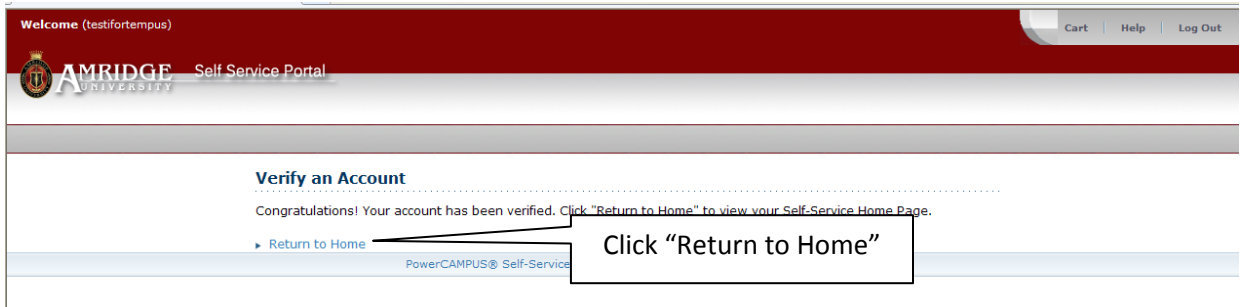 Welcome (testifortempus)
Cart | Help | Log Out
AMRIDGE
UNIVERSITY
Self Service Portal
Verify an Account
Congratulations! Your account has been verified. Click "Return to Home" to view your Self-Service Home Page.
Return to Home
Click “Return to Home”
PowerCAMPUS® Self-Service